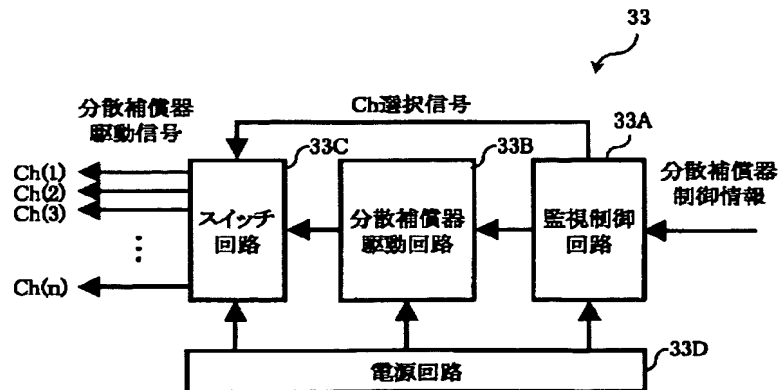 33
分散補償器
駆動信号
Ch選択信号
33A
33B
33C
Ch(1)
Ch(2)
Ch(3)
Ch(n)
スイッチ
回路
分散補償器
駆動回路
監視制御
回路
分散補償器
制御情報
電源回路
33D